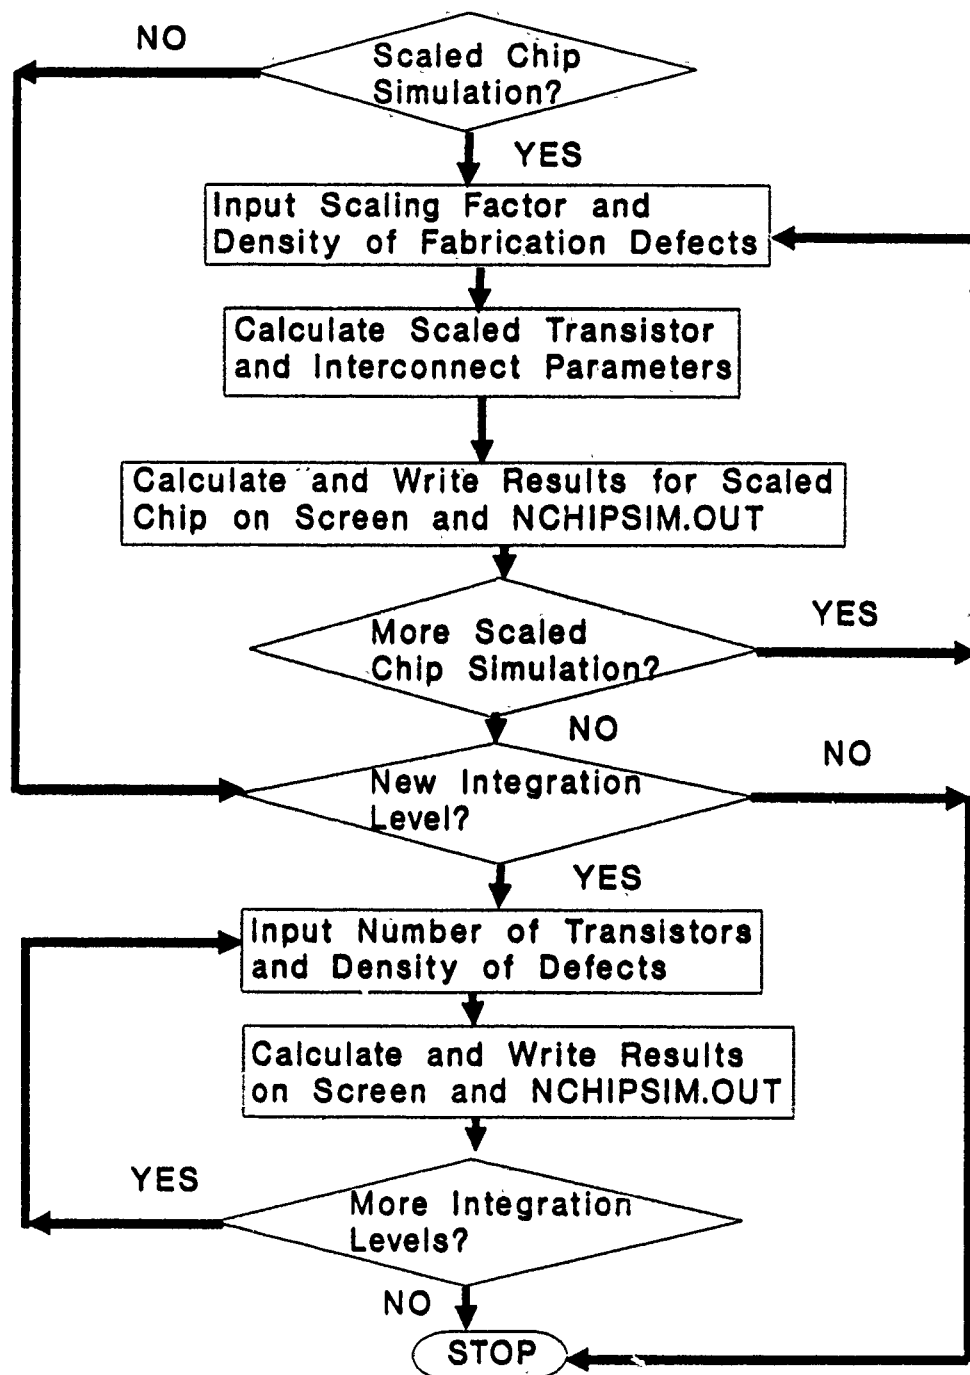 NO
Scaled Chip
Simulation?
YES
Input Scaling Factor and
Density of Fabrication Defects
Calculate Scaled Transistor
and Interconnect Parameters
Calculate and Write Results for Scaled
Chip on Screen and NCHIPSIM.OUT
More Scaled
Chip Simulation?
YES
NO
New Integration
Level?
NO
YES
Input Number of Transistors
and Density of Defects
Calculate and Write Results
on Screen and NCHIPSIM.OUT
YES
More Integration
Levels?
NO
STOP